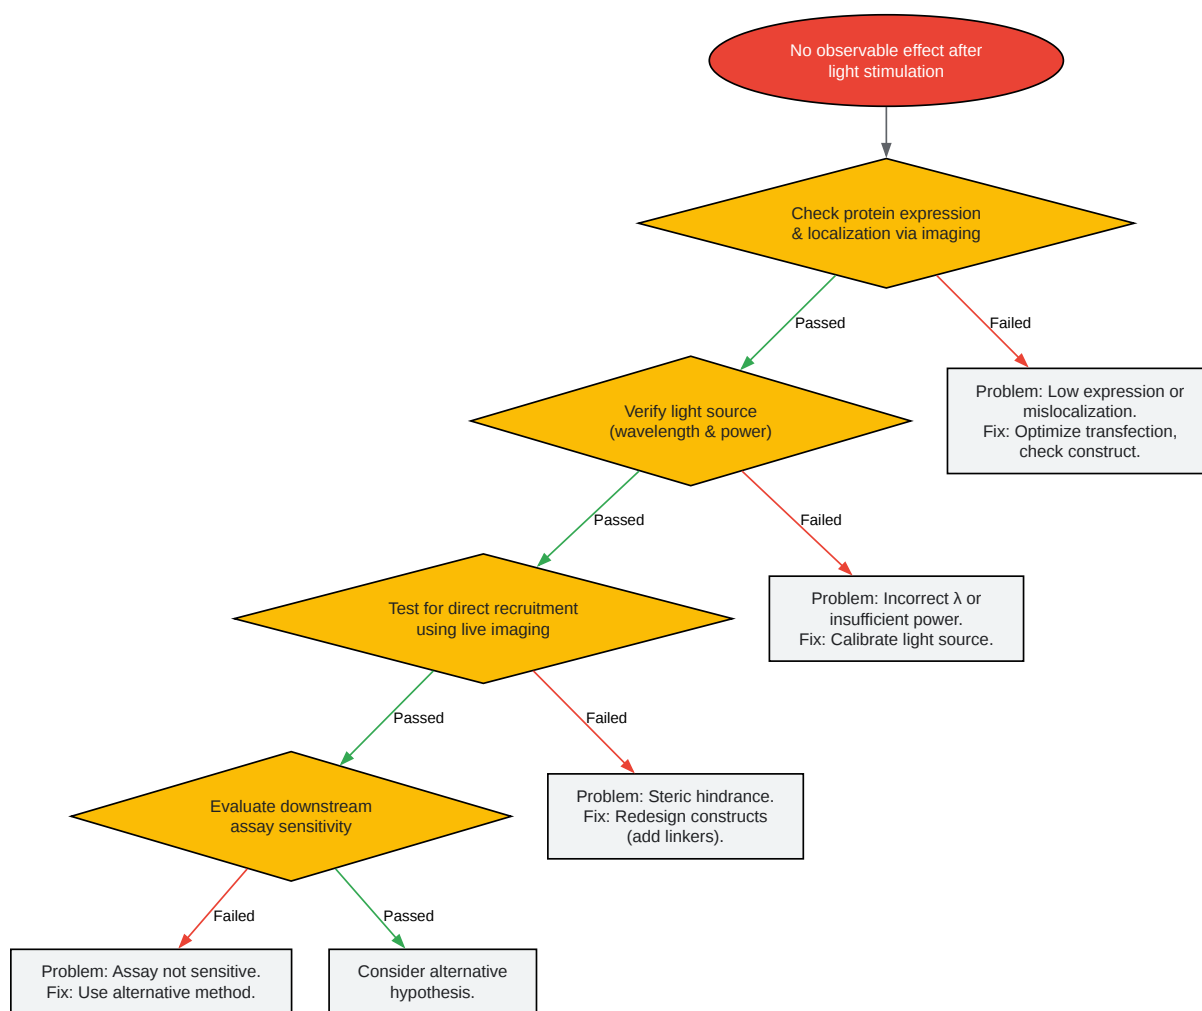 No observable effect after
light stimulation
Check protein expression
& localization via imaging
Passed
Failed
Verify light source
(wavelength & power)
Problem: Low expression or
mislocalization.
Fix: Optimize transfection,
check construct.
Passed
Failed
Test for direct recruitment
using live imaging
Problem: Incorrect λ or
insufficient power.
Fix: Calibrate light source.
Passed
Failed
Evaluate downstream
assay sensitivity
Problem: Steric hindrance.
Fix: Redesign constructs
(add linkers).
Failed
Passed
Problem: Assay not sensitive.
Fix: Use alternative method.
Consider alternative
hypothesis.